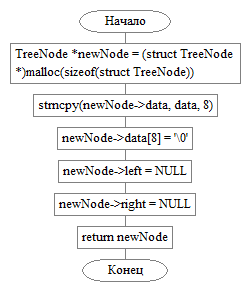 Начало
TreeNode *newNode = (struct TreeNode
*)malloc(sizeof(struct TreeNode))
strncpy(newNode->data, data, 8)
newNode->data[8] = '\0'
newNode->left = NULL
newNode->right = NULL
return newNode
Конец